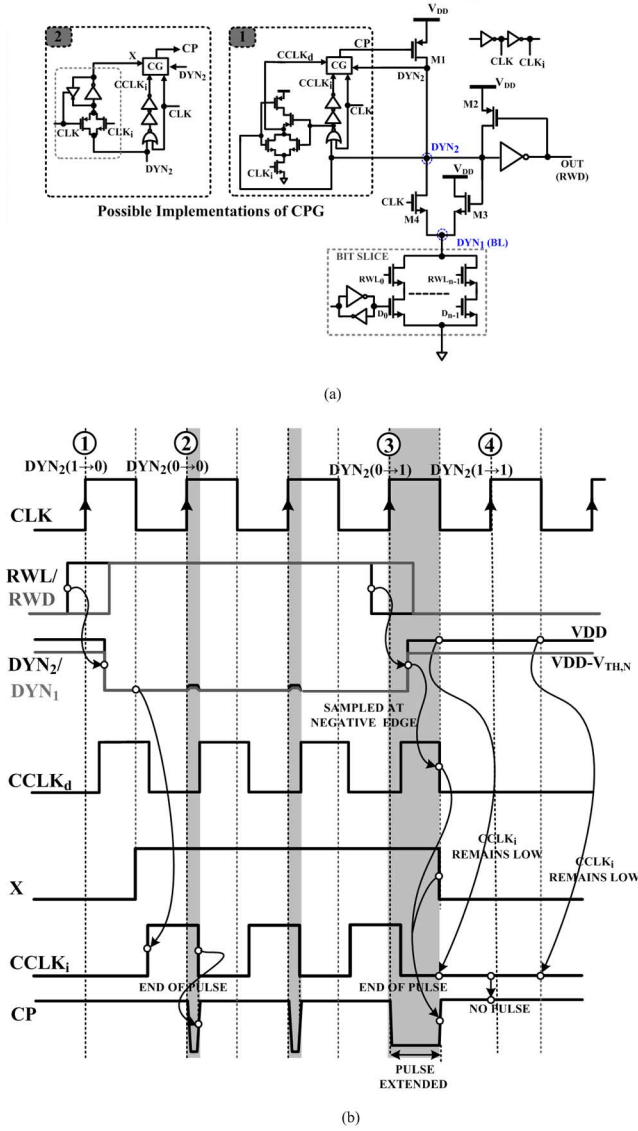 2
X
CP
CG
DYN2
CCLKi
CLK
CLK
CLKi
DYN2
1
CCLKd
CP
CG
CCLKi
CLK
CLKi
VDD
M1
DYN2
CLK
CLKi
VDD
M2
DYN2
OUT
(RWD)
VDD
CLK
M4
M3
DYN1 (BL)
Possible Implementations of CPG
BIT SLICE
RWL0
RWLn-1
D0
Dn-1
(a)
1
2
3
4
DYN2(1→0)
DYN2(0→0)
DYN2(0→1)
DYN2(1→1)
CLK
RWL/
RWD
VDD
DYN2/
DYN1
VDD-VTH,N
SAMPLED AT
NEGATIVE EDGE
CCLKd
CCLKi
REMAINS LOW
CCLKi
REMAINS LOW
X
CCLKi
END OF PULSE
END OF PULSE
CP
NO PULSE
PULSE
EXTENDED
(b)